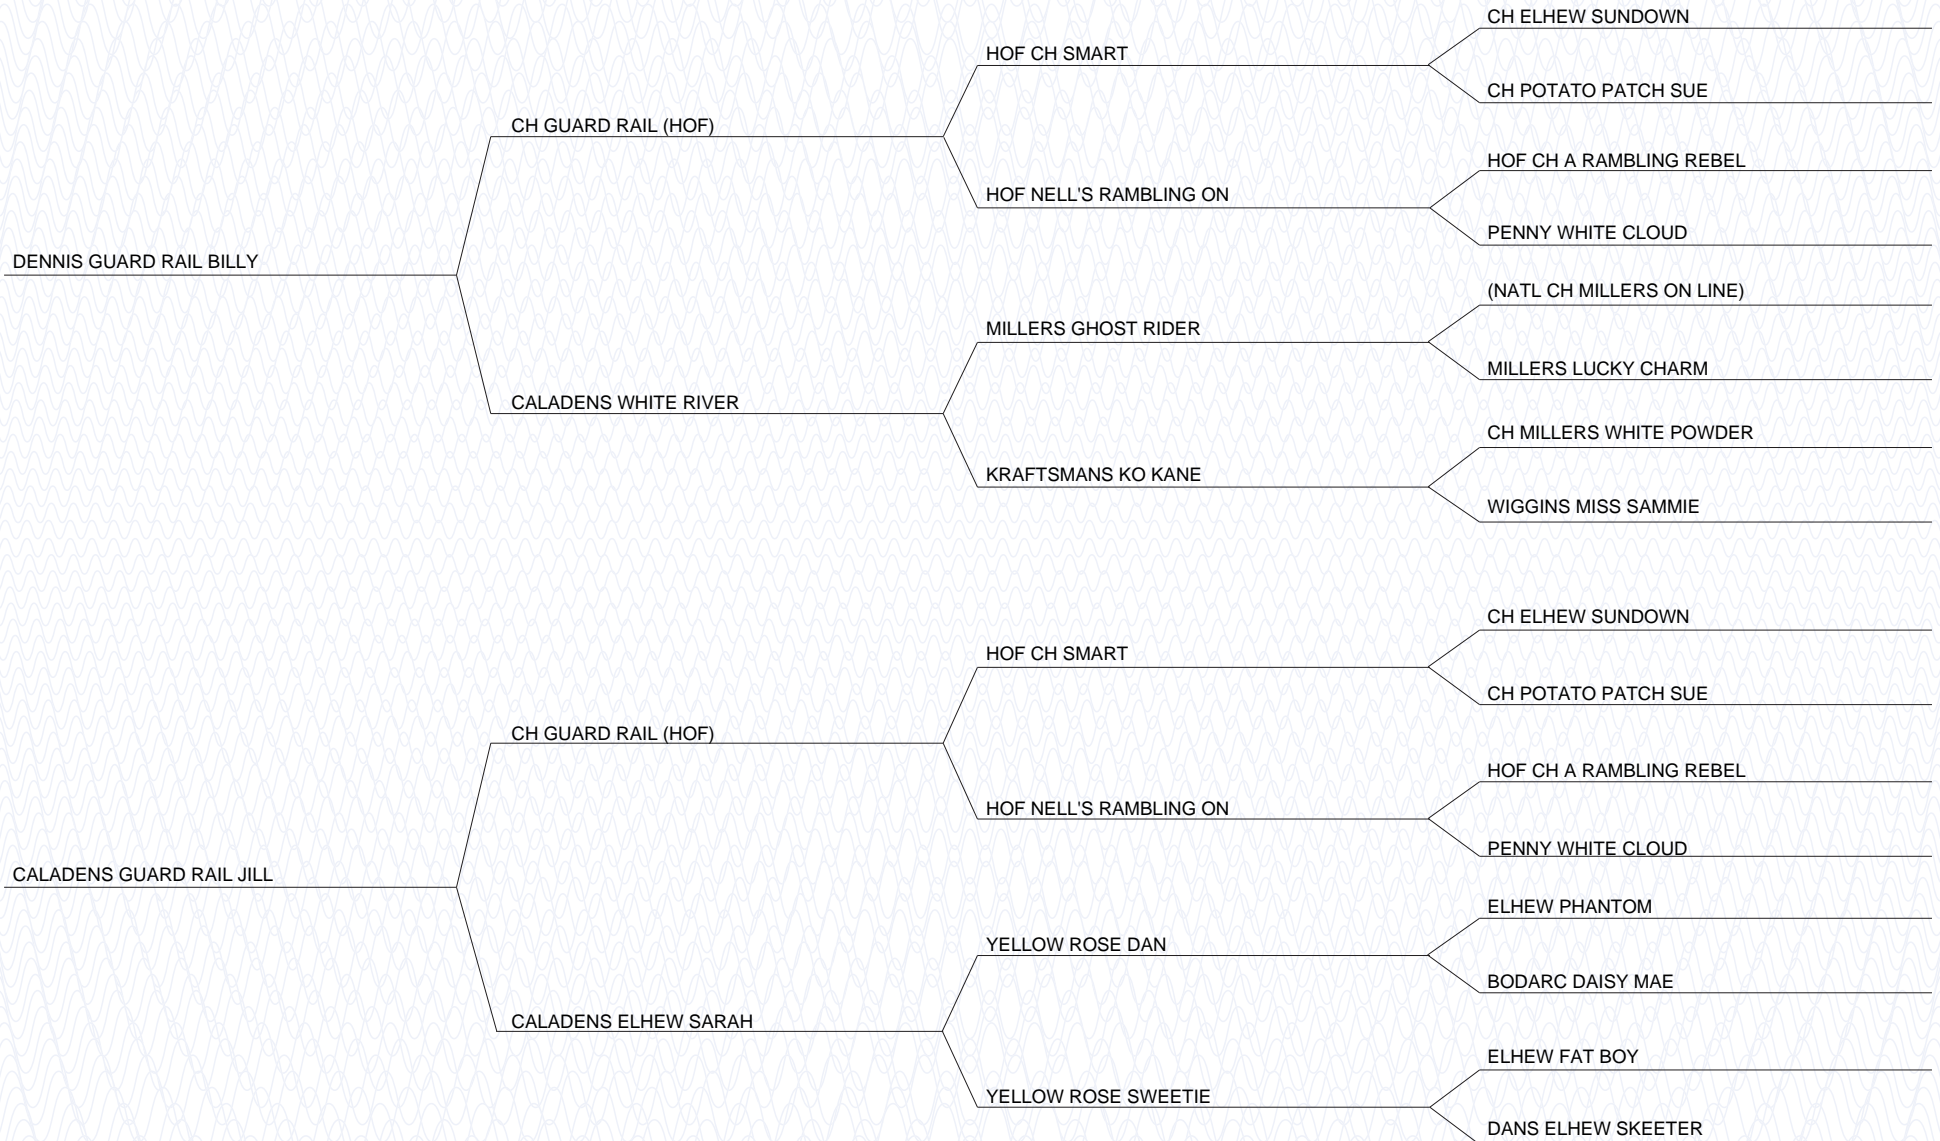 CH ELHEW SUNDOWN
HOF CH SMART
CH POTATO PATCH SUE
CH GUARD RAIL (HOF)
HOF CH A RAMBLING REBEL
HOF NELL'S RAMBLING ON
PENNY WHITE CLOUD
DENNIS GUARD RAIL BILLY
(NATL CH MILLERS ON LINE)
MILLERS GHOST RIDER
MILLERS LUCKY CHARM
CALADENS WHITE RIVER
CH MILLERS WHITE POWDER
KRAFTSMANS KO KANE
WIGGINS MISS SAMMIE
CH ELHEW SUNDOWN
HOF CH SMART
CH POTATO PATCH SUE
CH GUARD RAIL (HOF)
HOF CH A RAMBLING REBEL
HOF NELL'S RAMBLING ON
PENNY WHITE CLOUD
CALADENS GUARD RAIL JILL
ELHEW PHANTOM
YELLOW ROSE DAN
BODARC DAISY MAE
CALADENS ELHEW SARAH
ELHEW FAT BOY
YELLOW ROSE SWEETIE
DANS ELHEW SKEETER